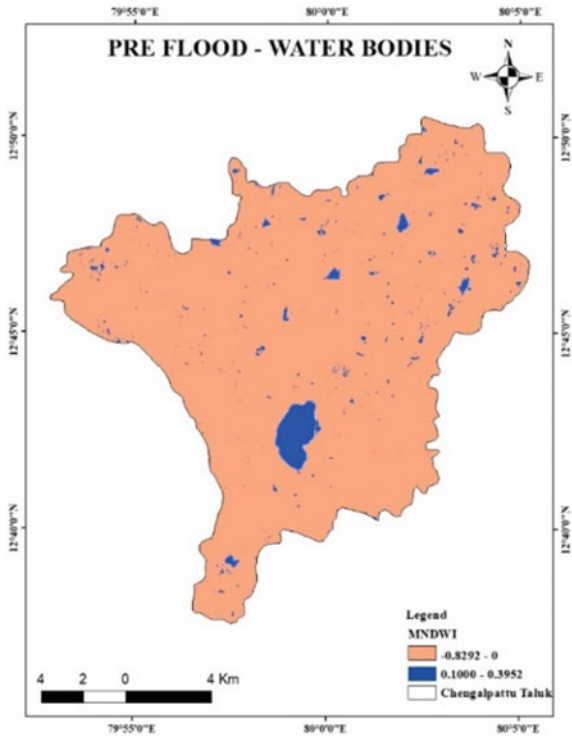 79°55'0"E 80°0'0"E 80°5'0"E
PRE FLOOD - WATER BODIES
N
W E
S
12°50'0"N 12°50'0"N
12°45'0"N 12°45'0"N
12°40'0"N 12°40'0"N
Legend
MNDWI
-0.8292 - 0
0.1000 - 0.3952
Chengalpattu Taluk
4 2 0 4 Km
79°55'0"E 80°0'0"E 80°5'0"E